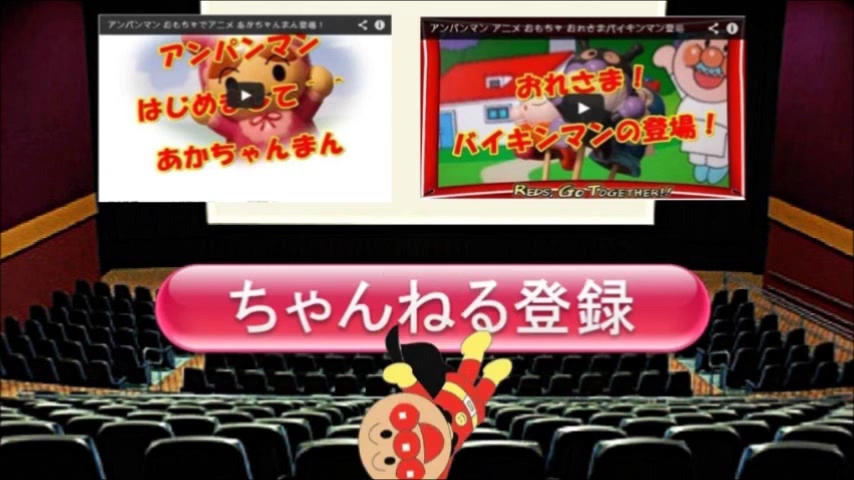 アンパンマン おもちゃでアニメ あかちゃんまん登場！
アンパンマン
はじめまして
あかちゃんまん
アンパンマン アニメ おもちゃ おれさまバイキンマン登場
おれさま！
バイキンマンの登場！
REDS, GO TOGETHER!!
ちゃんねる登録